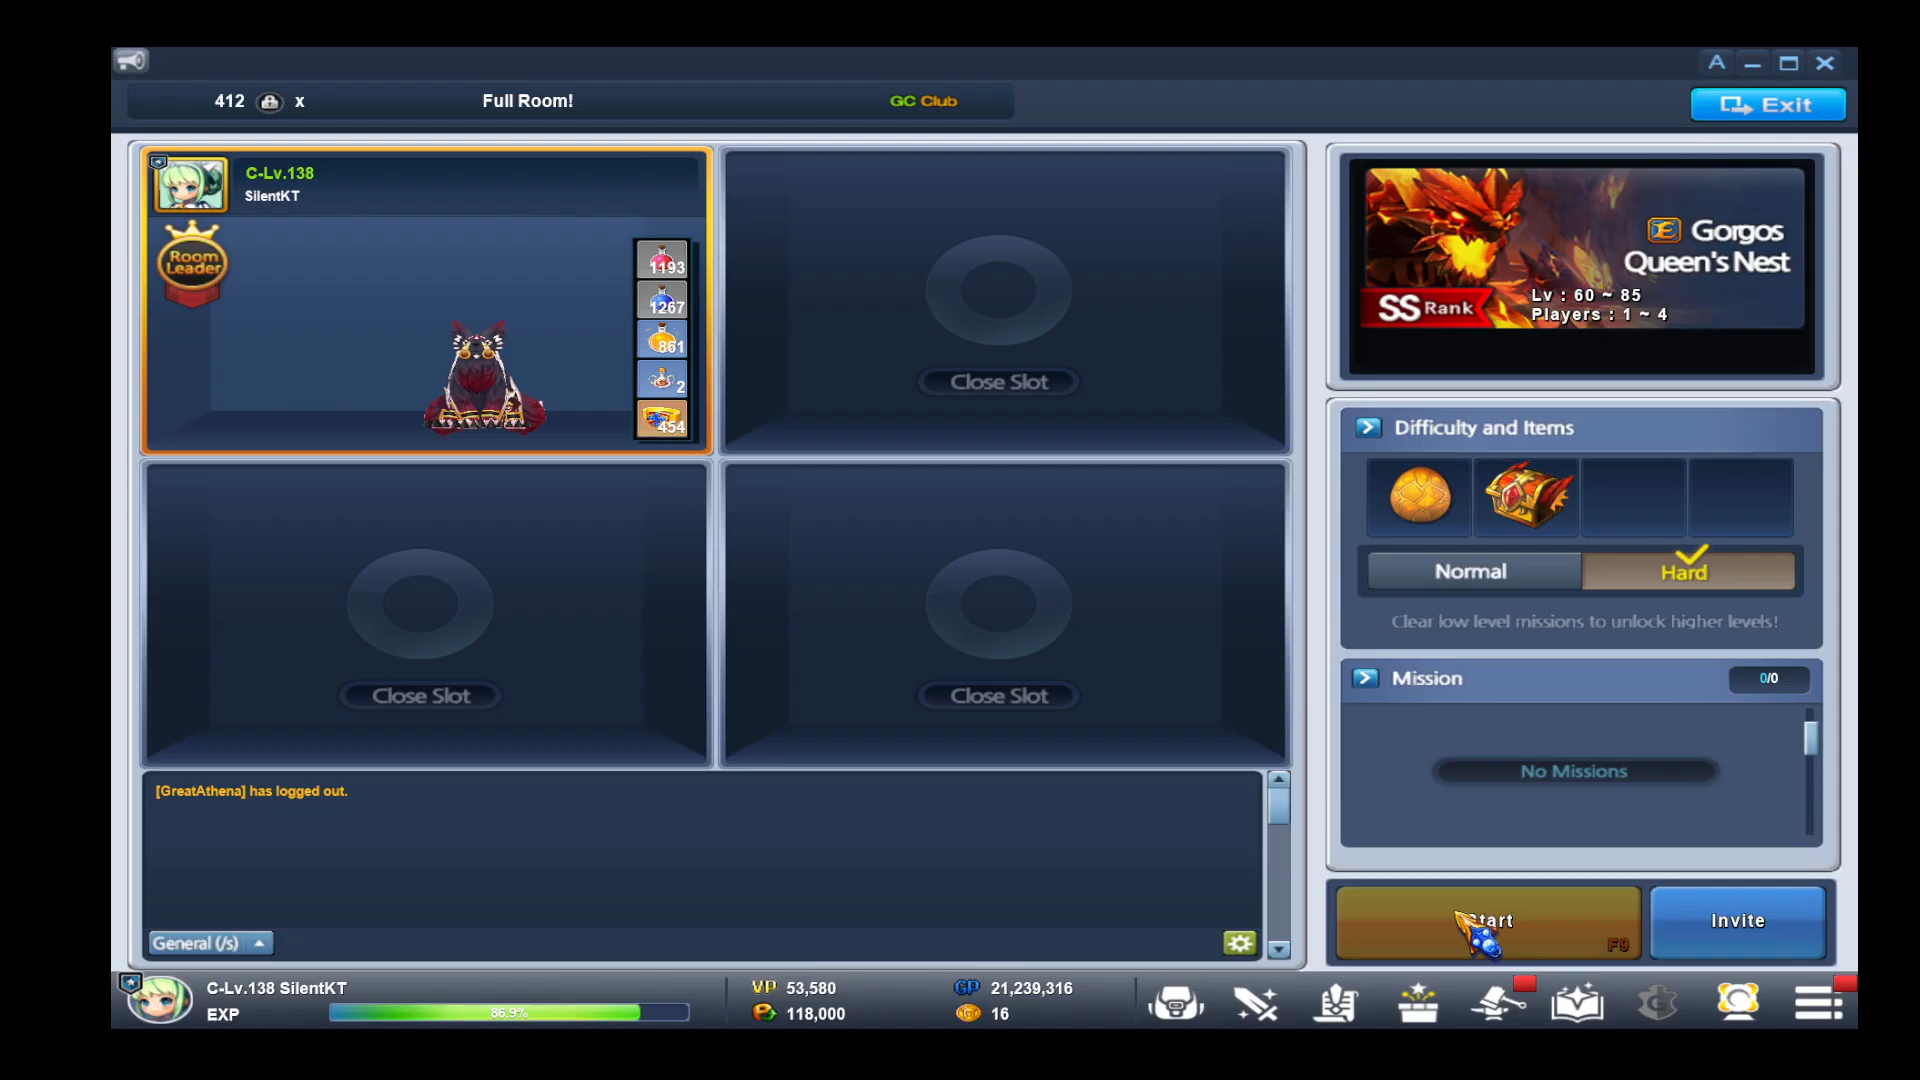 A
412 x
Full Room!
GC Club
Exit
C-Lv.138
SilentKT
Room
Leader
1193
1267
861
2
454
Close Slot
Close Slot
Close Slot
Gorgos
Queen's Nest
SS Rank
Lv : 60 ~ 85
Players : 1 ~ 4
Difficulty and Items
Normal
Hard
Clear low level missions to unlock higher levels!
Mission
0/0
No Missions
[GreatAthena] has logged out.
General (/s)
Start
F9
Invite
C-Lv.138 SilentKT
EXP
86.9%
VP 53,580
118,000
GP 21,239,316
16